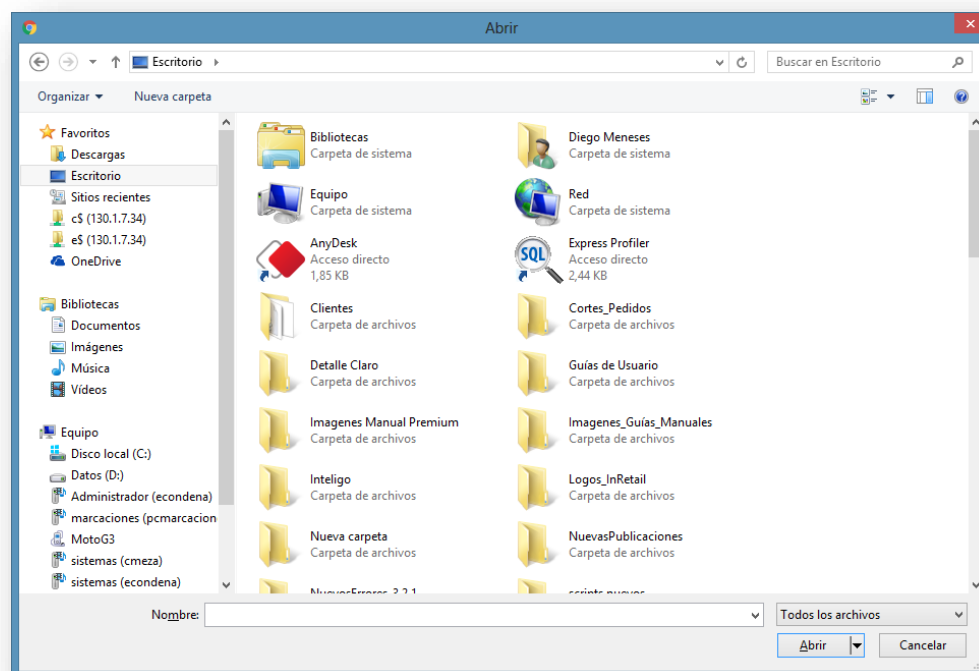 Abrir
Escritorio
Buscar en Escritorio
Organizar
Nueva carpeta
Favoritos
Descargas
Escritorio
Sitios recientes
c$ (130.1.7.34)
e$ (130.1.7.34)
OneDrive
Bibliotecas
Documentos
Imágenes
Música
Vídeos
Equipo
Disco local (C:)
Datos (D:)
Administrador (econdena)
marcaciones (pcmarcacion
MotoG3
sistemas (cmeza)
sistemas (econdena)
Bibliotecas
Carpeta de sistema
Diego Meneses
Carpeta de sistema
Equipo
Carpeta de sistema
Red
Carpeta de sistema
AnyDesk
Acceso directo
1,85 KB
SQL
Express Profiler
Acceso directo
2,44 KB
Clientes
Carpeta de archivos
Cortes_Pedidos
Carpeta de archivos
Detalle Claro
Carpeta de archivos
Guías de Usuario
Carpeta de archivos
Imagenes Manual Premium
Carpeta de archivos
Imagenes_Guías_Manuales
Carpeta de archivos
Inteligo
Carpeta de archivos
Logos_InRetail
Carpeta de archivos
Nueva carpeta
Carpeta de archivos
NuevasPublicaciones
Carpeta de archivos
NuevosErrores_3.2.1
scripts nuevos
Nombre:
Todos los archivos
Abrir
Cancelar